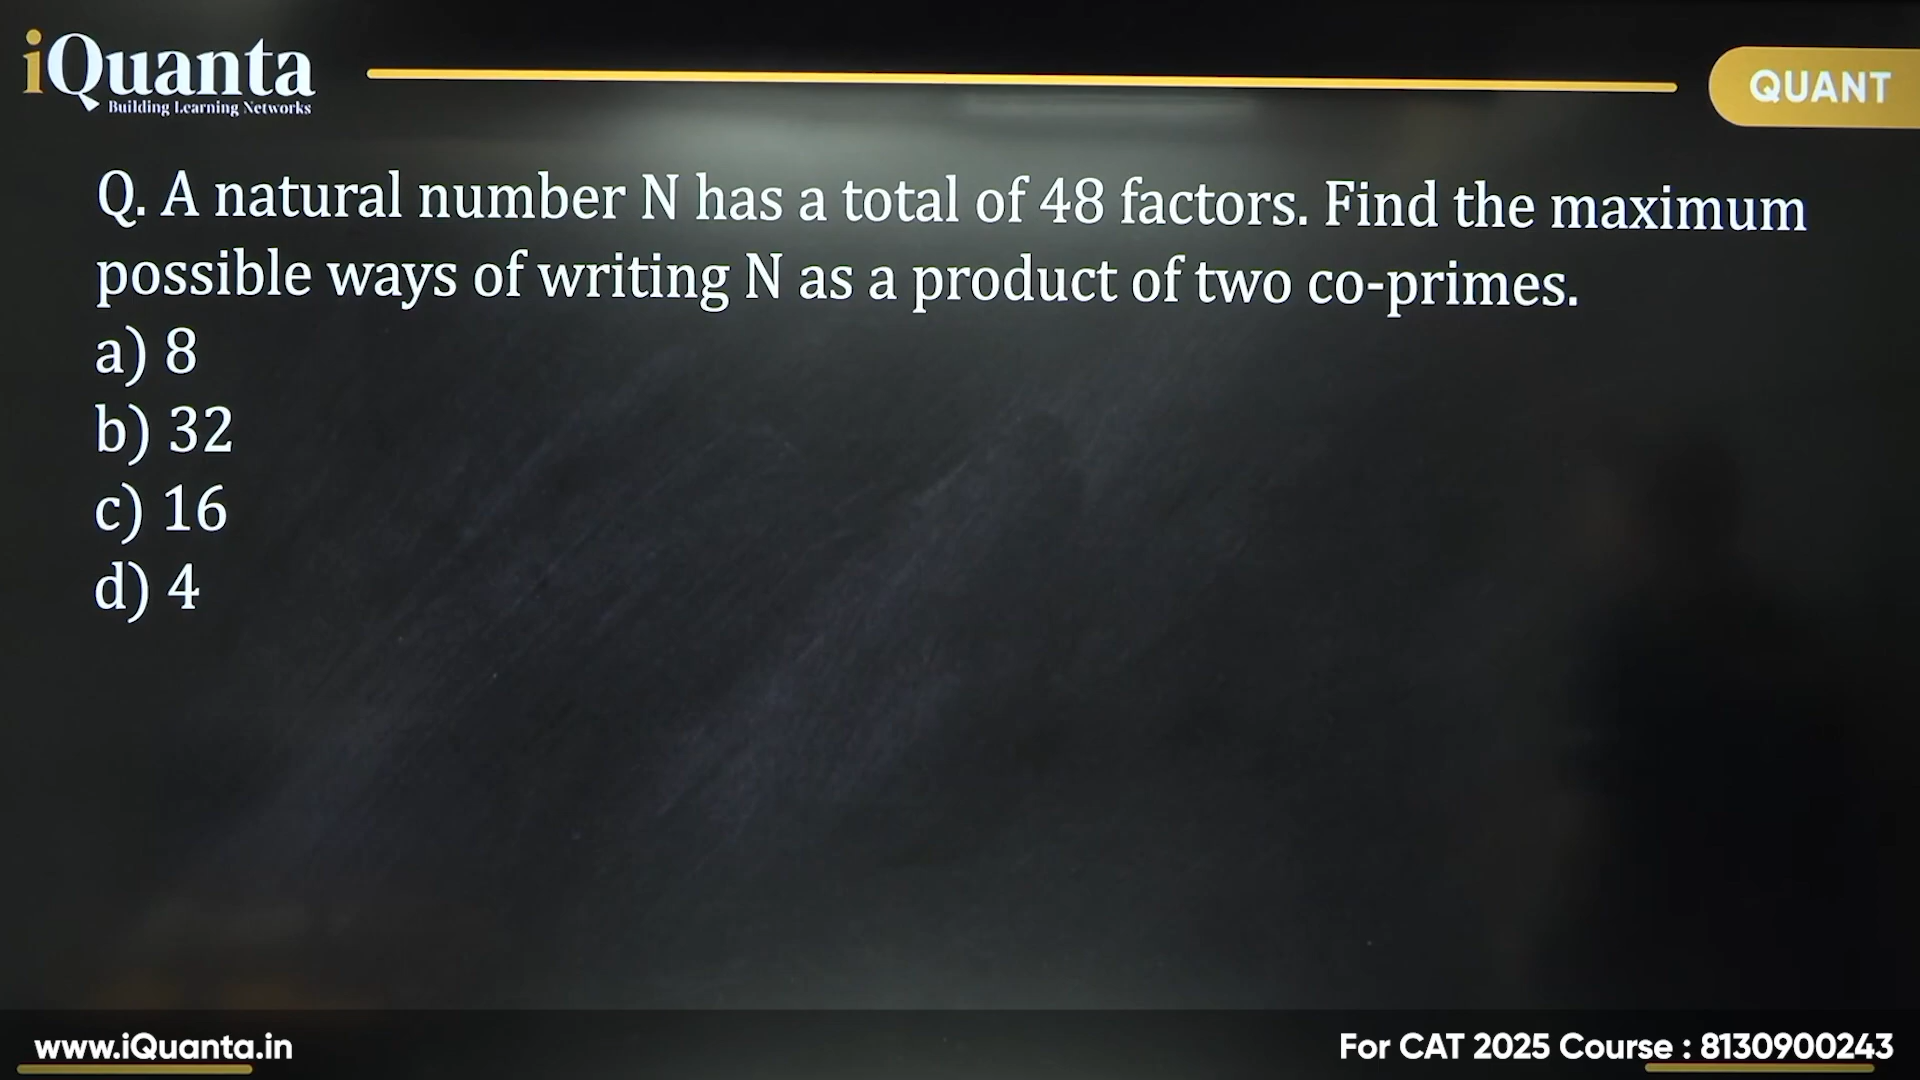 iQuanta
Building Learning Networks
QUANT
Q. A natural number N has a total of 48 factors. Find the maximum
possible ways of writing N as a product of two co-primes.
a) 8
b) 32
c) 16
d) 4
www.iQuanta.in
For CAT 2025 Course : 8130900243